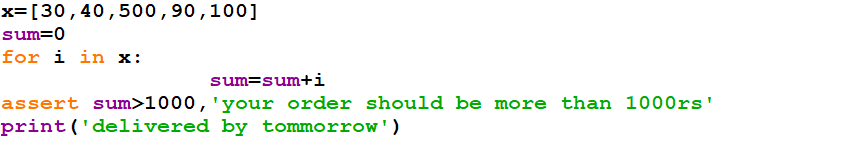 x=[30,40,500,90,100]
sum=0
for i in x:
                  sum=sum+i
assert sum>1000,'your order should be more than 1000rs'
print('delivered by tommorrow')